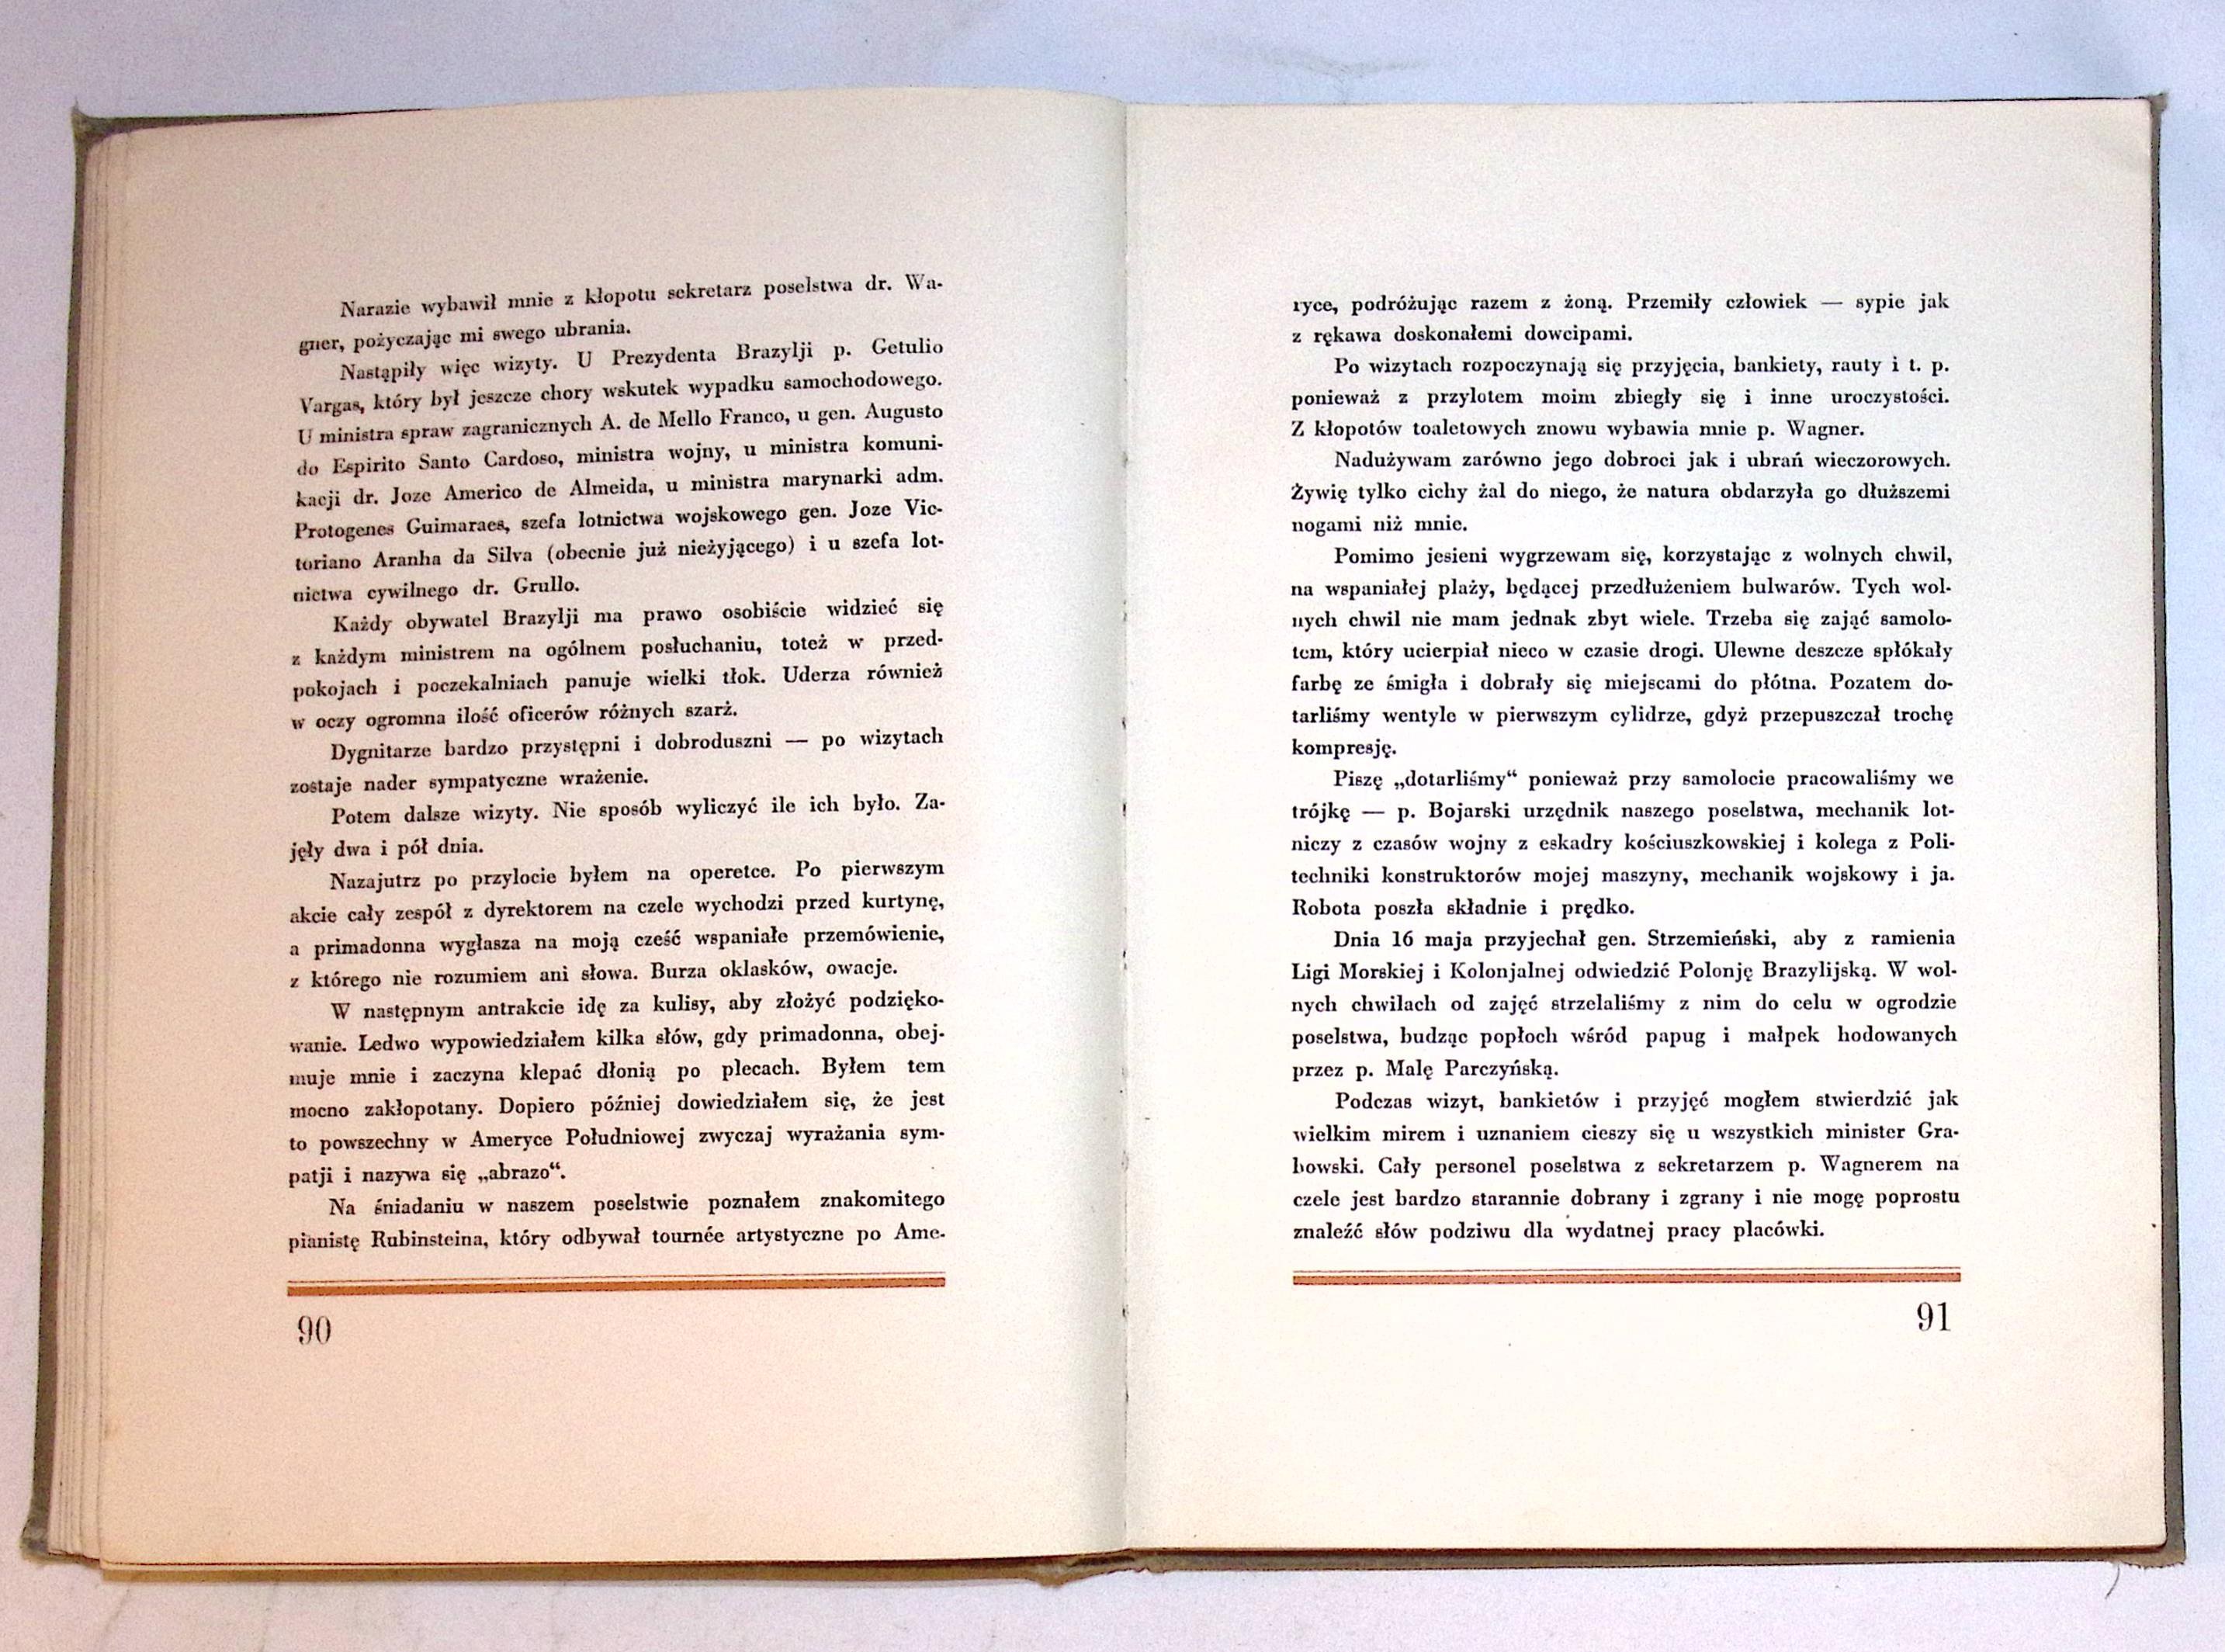 Narazie wybawił mnie z kłopotu sekretarz poselstwa dr. Wa-
gner, pożyczając mi swego ubrania.
Nastąpiły więc wizyty. U Prezydenta Brazylji p. Getulio
Vargas, który był jeszcze chory wskutek wypadku samochodowego.
U ministra spraw zagranicznych A. de Mello Franco, u gen. Augusto
do Espirito Santo Cardoso, ministra wojny, u ministra komuni-
kacji dr. Joze Americo de Almeida, u ministra marynarki adm.
Protogenes Guimaraes, szefa lotnictwa wojskowego gen. Joze Vic-
toriano Aranha da Silva (obecnie już nieżyjącego) i u szefa lot-
nictwa cywilnego dr. Grullo.
Każdy obywatel Brazylji ma prawo osobiście widzieć się
z każdym ministrem na ogólnem posłuchaniu, toteż w przed-
pokojach i poczekalniach panuje wielki tłok. Uderza również
w oczy ogromna ilość oficerów różnych szarż.
Dygnitarze bardzo przystępni i dobroduszni — po wizytach
zostaje nader sympatyczne wrażenie.
Potem dalsze wizyty. Nie sposób wyliczyć ile ich było. Za-
jęły dwa i pół dnia.
Nazajutrz po przylocie byłem na operetce. Po pierwszym
akcie cały zespół z dyrektorem na czele wychodzi przed kurtynę,
a primadonna wygłasza na moją cześć wspaniałe przemówienie,
z którego nie rozumiem ani słowa. Burza oklasków, owacje.
W następnym antrakcie idę za kulisy, aby złożyć podzięko-
wanie. Ledwo wypowiedziałem kilka słów, gdy primadonna, obej-
muje mnie i zaczyna klepać dłonią po plecach. Byłem tem
mocno zakłopotany. Dopiero później dowiedziałem się, że jest
to powszechny w Ameryce Południowej zwyczaj wyrażania sym-
patji i nazywa się „abrazo“.
Na śniadaniu w naszem poselstwie poznałem znakomitego
pianistę Rubinsteina, który odbywał tournée artystyczne po Ame-
90
ryce, podróżując razem z żoną. Przemiły człowiek — sypie jak
z rękawa doskonałemi dowcipami.
Po wizytach rozpoczynają się przyjęcia, bankiety, rauty i t. p.
ponieważ z przylotem moim zbiegły się i inne uroczystości.
Z kłopotów toaletowych znowu wybawia mnie p. Wagner.
Nadużywam zarówno jego dobroci jak i ubrań wieczorowych.
Żywię tylko cichy żal do niego, że natura obdarzyła go dłuższemi
nogami niż mnie.
Pomimo jesieni wygrzewam się, korzystając z wolnych chwil,
na wspaniałej plaży, będącej przedłużeniem bulwarów. Tych wol-
nych chwil nie mam jednak zbyt wiele. Trzeba się zająć samolo-
tem, który ucierpiał nieco w czasie drogi. Ulewne deszcze spłókały
farbę ze śmigła i dobrały się miejscami do płótna. Pozatem do-
tarliśmy wentyle w pierwszym cylidrze, gdyż przepuszczał trochę
kompresję.
Piszę „dotarliśmy“ ponieważ przy samolocie pracowaliśmy we
trójkę — p. Bojarski urzędnik naszego poselstwa, mechanik lot-
niczy z czasów wojny z eskadry kościuszkowskiej i kolega z Poli-
techniki konstruktorów mojej maszyny, mechanik wojskowy i ja.
Robota poszła składnie i prędko.
Dnia 16 maja przyjechał gen. Strzemieński, aby z ramienia
Ligi Morskiej i Kolonjalnej odwiedzić Polonję Brazylijską. W wol-
nych chwilach od zajęć strzelaliśmy z nim do celu w ogrodzie
poselstwa, budząc popłoch wśród papug i małpek hodowanych
przez p. Malę Parczyńską.
Podczas wizyt, bankietów i przyjęć mogłem stwierdzić jak
wielkim mirem i uznaniem cieszy się u wszystkich minister Gra-
bowski. Cały personel poselstwa z sekretarzem p. Wagnerem na
czele jest bardzo starannie dobrany i zgrany i nie mogę poprostu
znaleźć słów podziwu dla wydatnej pracy placówki.
91